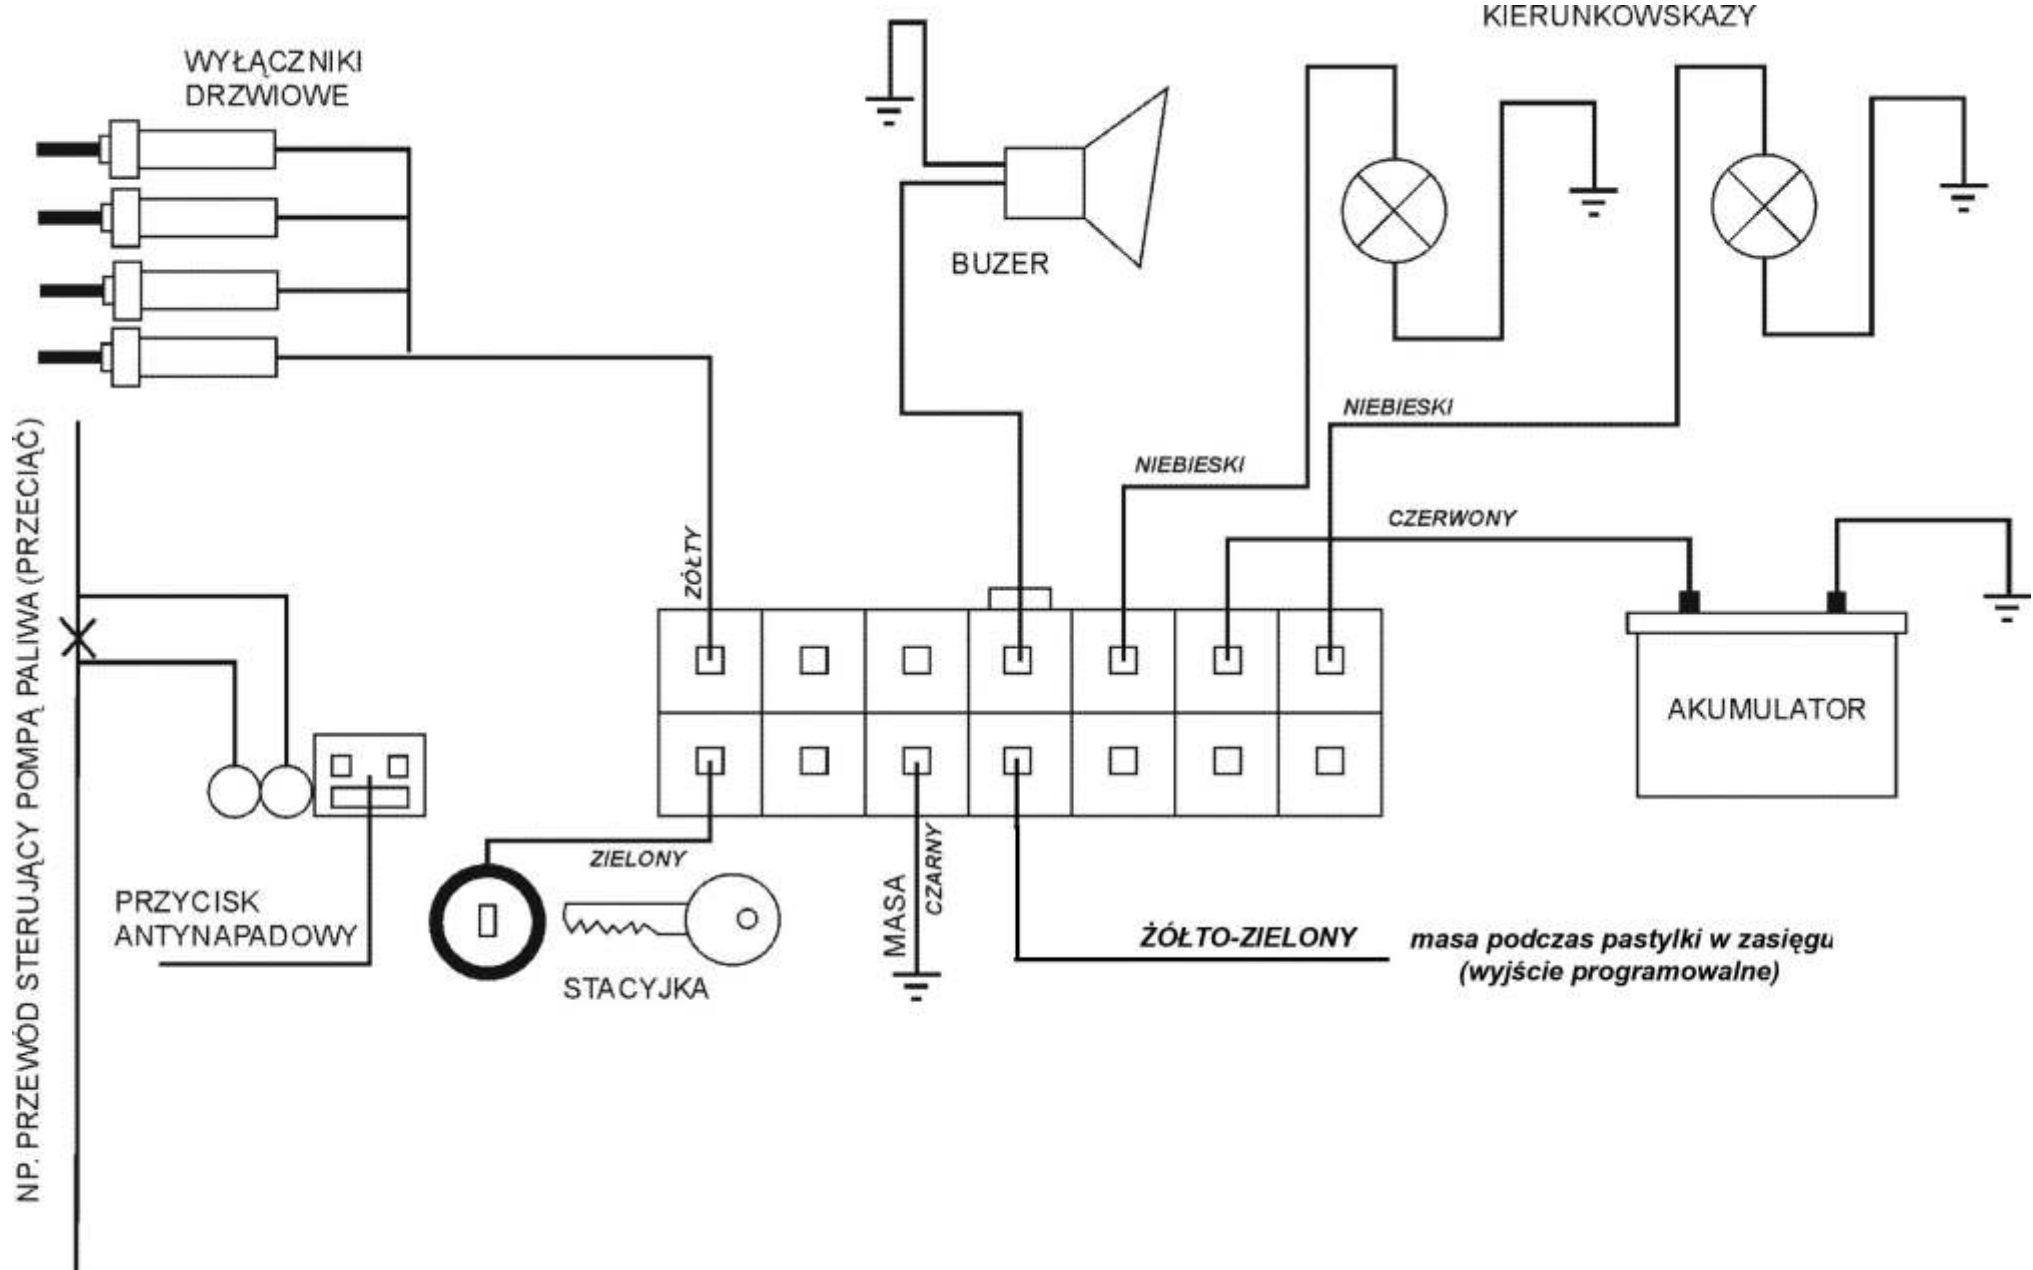 KIERUNKOWSKAZY
WYŁĄCZNIKI
DRZWIOWE
BUZER
NIEBIESKI
NIEBIESKI
CZERWONY
ZÓŁTY
NP. PRZEWÓD STERUJĄCY POMPĄ PALIWA (PRZECIĄĆ)
AKUMULATOR
ZIELONY
CZARNY
MASA
PRZYCISK
ANTYNAPADOWY
STACYJKA
ŻÓŁTO-ZIELONY
masa podczas pastylki w zasięgu
(wyjście programowalne)